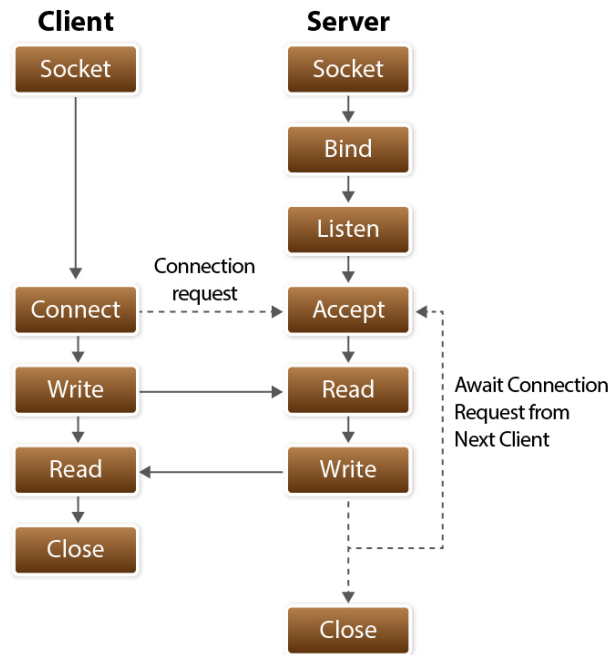 Client Server
Socket Socket
Bind
Listen
Connection
request
Connect Accept
Write Read
Await Connection
Request from
Next Client
Read Write
Close
Close